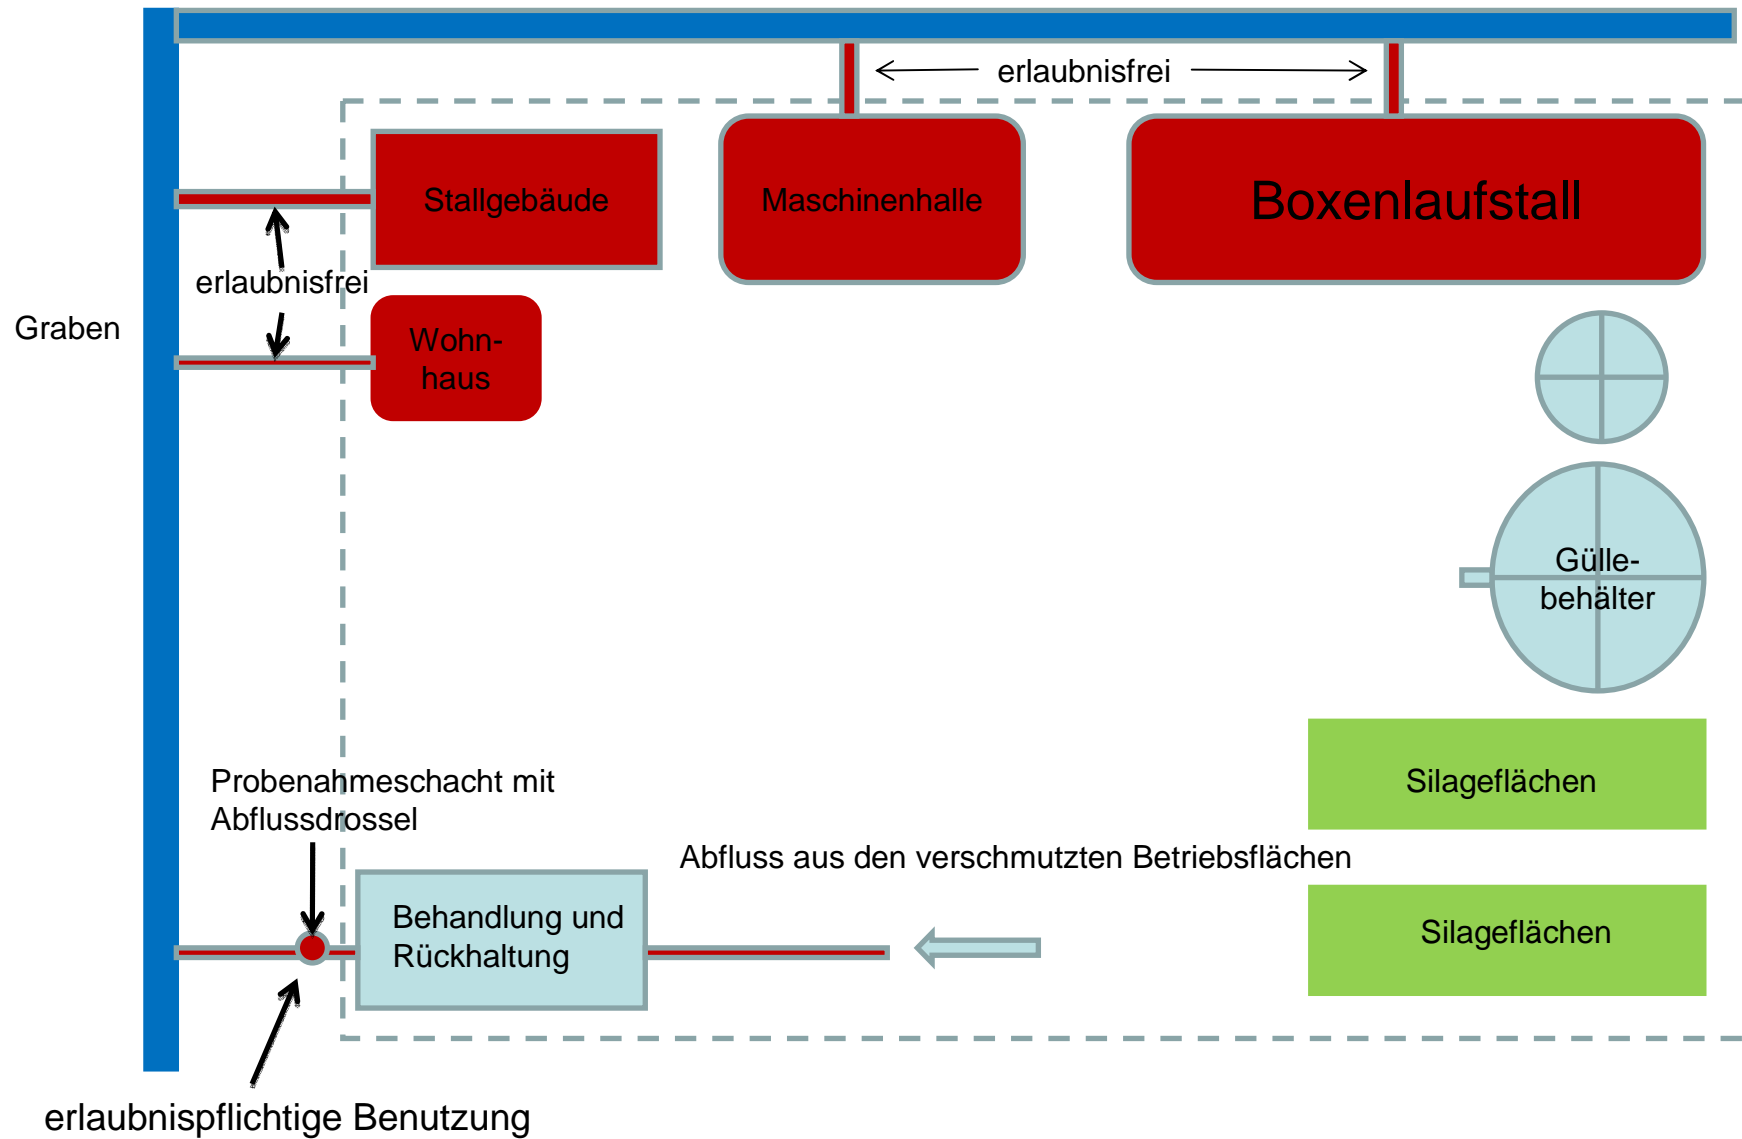 erlaubnisfrei
Stallgebäude
Maschinenhalle
Boxenlaufstall
erlaubnisfrei
Graben
Wohn-
haus
Gülle-
behälter
Silageflächen
Probenahmeschacht mit
Abflussdrossel
Abfluss aus den verschmutzten Betriebsflächen
Behandlung und
Rückhaltung
Silageflächen
erlaubnispflichtige Benutzung